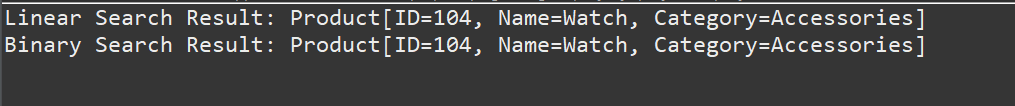 Linear Search Result: Product[ID=104, Name=Watch, Category=Accessories]
Binary Search Result: Product[ID=104, Name=Watch, Category=Accessories]